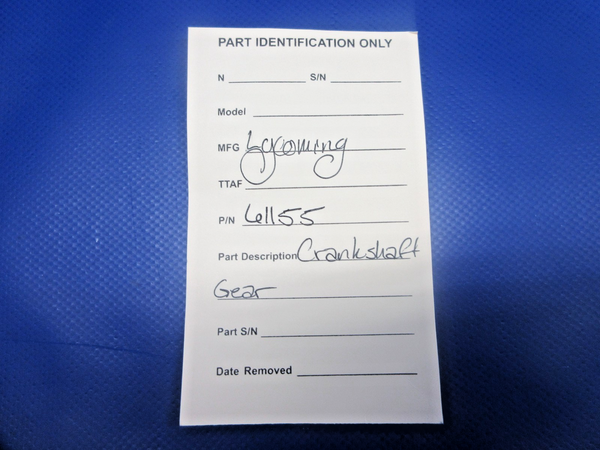 PART IDENTIFICATION ONLY
N S/N
Model
MFG Lycoming
TTAF
P/N 61155
Part Description Crankshaft
Gear
Part S/N
Date Removed